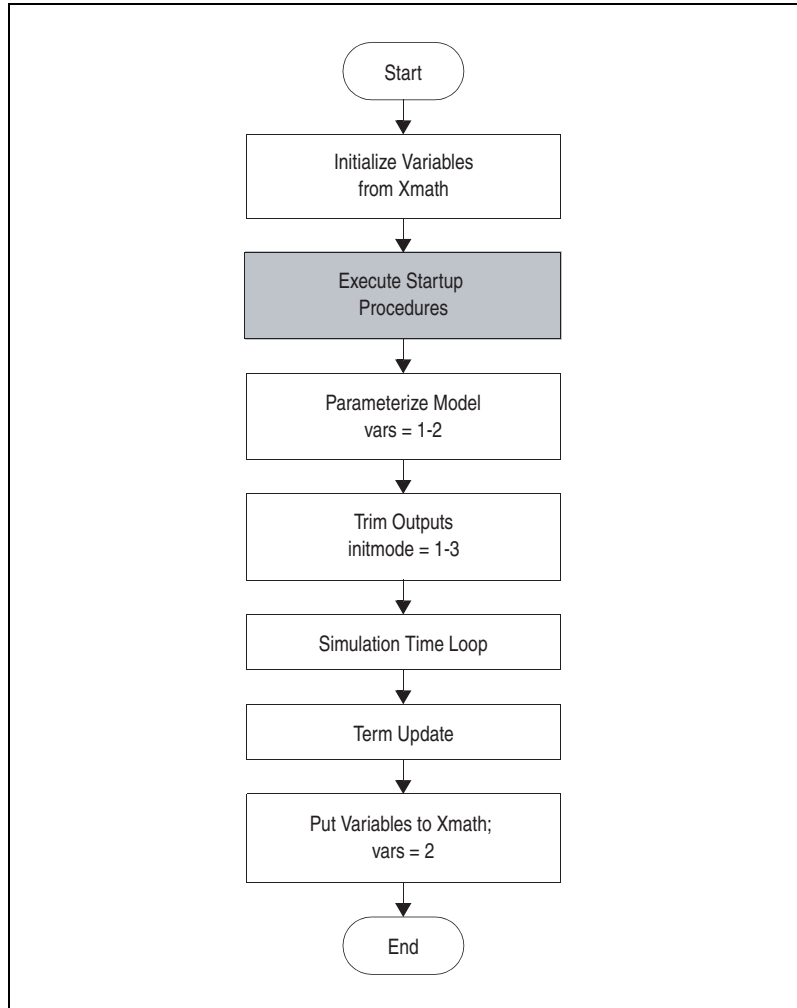 Start
Initialize Variables
from Xmath
Execute Startup
Procedures
Parameterize Model
vars = 1-2
Trim Outputs
initmode = 1-3
Simulation Time Loop
Term Update
Put Variables to Xmath;
vars = 2
End